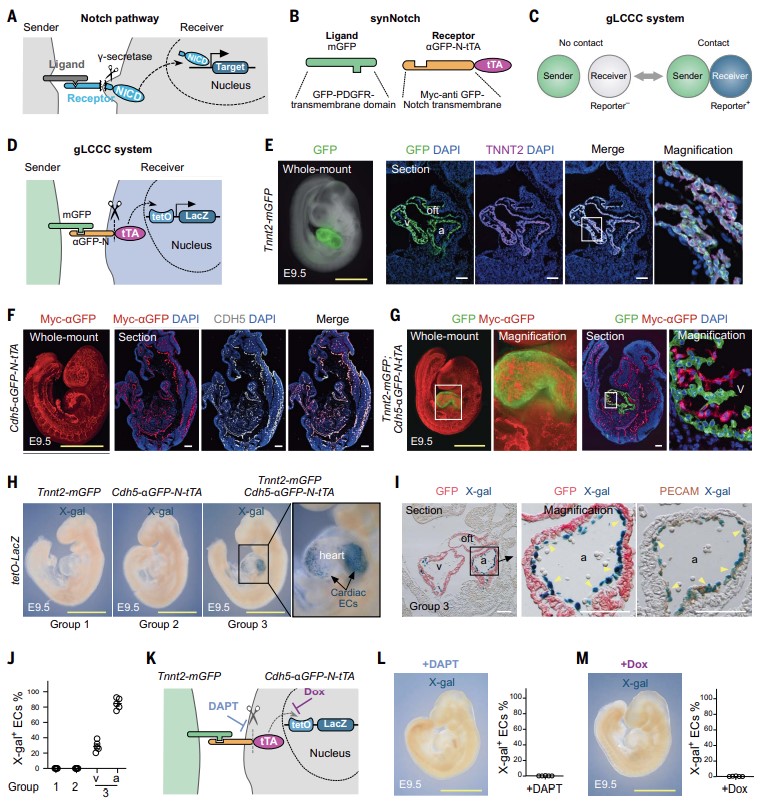 A
Notch pathway
Sender
Receiver
Ligand
γ-secretase
Receptor
NICD
NICD
Target
Nucleus
B
synNotch
Ligand
mGFP
Receptor
αGFP-N-tTA
tTA
GFP-PDGFR-
transmembrane domain
Myc-anti GFP-
Notch transmembrane
C
gLCCC system
No contact
Contact
Sender
Receiver
Sender
Receiver
Reporter⁻
Reporter⁺
D
gLCCC system
Sender
Receiver
mGFP
αGFP-N
tTA
tetO
LacZ
Nucleus
E
GFP
GFP DAPI
TNNT2 DAPI
Merge
Magnification
Tnnt2-mGFP
Whole-mount
E9.5
Section
oft
v
a
F
Myc-αGFP
Myc-αGFP DAPI
CDH5 DAPI
Merge
Cdh5-αGFP-N-tTA
Whole-mount
E9.5
Section
G
GFP Myc-αGFP
GFP Myc-αGFP DAPI
Tnnt2-mGFP;
Cdh5-αGFP-N-tTA
Whole-mount
E9.5
Magnification
Section
Magnification
V
H
Tnnt2-mGFP
Cdh5-αGFP-N-tTA
Tnnt2-mGFP
Cdh5-αGFP-N-tTA
tetO-LacZ
X-gal
X-gal
X-gal
E9.5
E9.5
E9.5
heart
Cardiac
ECs
Group 1
Group 2
Group 3
I
GFP X-gal
GFP X-gal
PECAM X-gal
Section
Magnification
oft
v
a
Group 3
a
a
J
X-gal⁺ ECs %
100
80
60
40
20
0
v
a
Group
1
2
3
K
Tnnt2-mGFP
Cdh5-αGFP-N-tTA
DAPT
Dox
tTA
tetO
LacZ
Nucleus
L
+DAPT
X-gal
E9.5
X-gal⁺ ECs %
100
80
60
40
20
0
+DAPT
M
+Dox
X-gal
E9.5
X-gal⁺ ECs %
100
80
60
40
20
0
+Dox